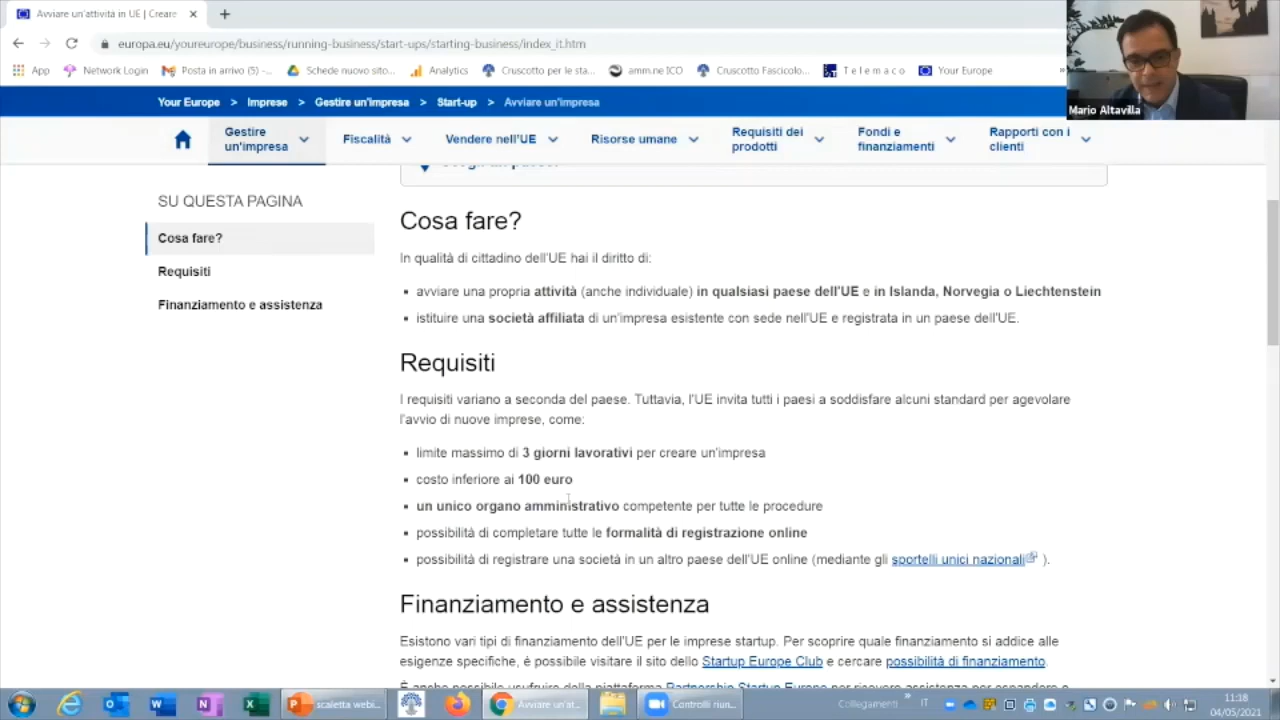 Avviare un'attività in UE | Creare
europa.eu/youreurope/business/running-business/start-ups/starting-business/index_it.htm
App Network Login Posta in arrivo (5) -... Schede nuovo sito... Analytics Cruscotto per le sta... amm.ne ICO Cruscotto Fascicolo... T e l e m a c o Your Europe »
Mario Altavilla
Your Europe > Imprese > Gestire un'impresa > Start-up > Avviare un'impresa
Gestire un'impresa
Fiscalità
Vendere nell'UE
Risorse umane
Requisiti dei prodotti
Fondi e finanziamenti
Rapporti con i clienti
SU QUESTA PAGINA
Cosa fare?
Requisiti
Finanziamento e assistenza
Cosa fare?
In qualità di cittadino dell'UE hai il diritto di:
avviare una propria attività (anche individuale) in qualsiasi paese dell'UE e in Islanda, Norvegia o Liechtenstein
istituire una società affiliata di un'impresa esistente con sede nell'UE e registrata in un paese dell'UE.
Requisiti
I requisiti variano a seconda del paese. Tuttavia, l'UE invita tutti i paesi a soddisfare alcuni standard per agevolare
l'avvio di nuove imprese, come:
limite massimo di 3 giorni lavorativi per creare un'impresa
costo inferiore ai 100 euro
un unico organo amministrativo competente per tutte le procedure
possibilità di completare tutte le formalità di registrazione online
possibilità di registrare una società in un altro paese dell'UE online (mediante gli sportelli unici nazionali ).
Finanziamento e assistenza
Esistono vari tipi di finanziamento dell'UE per le imprese startup. Per scoprire quale finanziamento si addice alle
esigenze specifiche, è possibile visitare il sito dello Startup Europe Club e cercare possibilità di finanziamento.
scaletta webi...
Avviare un'at...
Controlli riun...
Collegamenti »
IT
11:18
04/05/2021